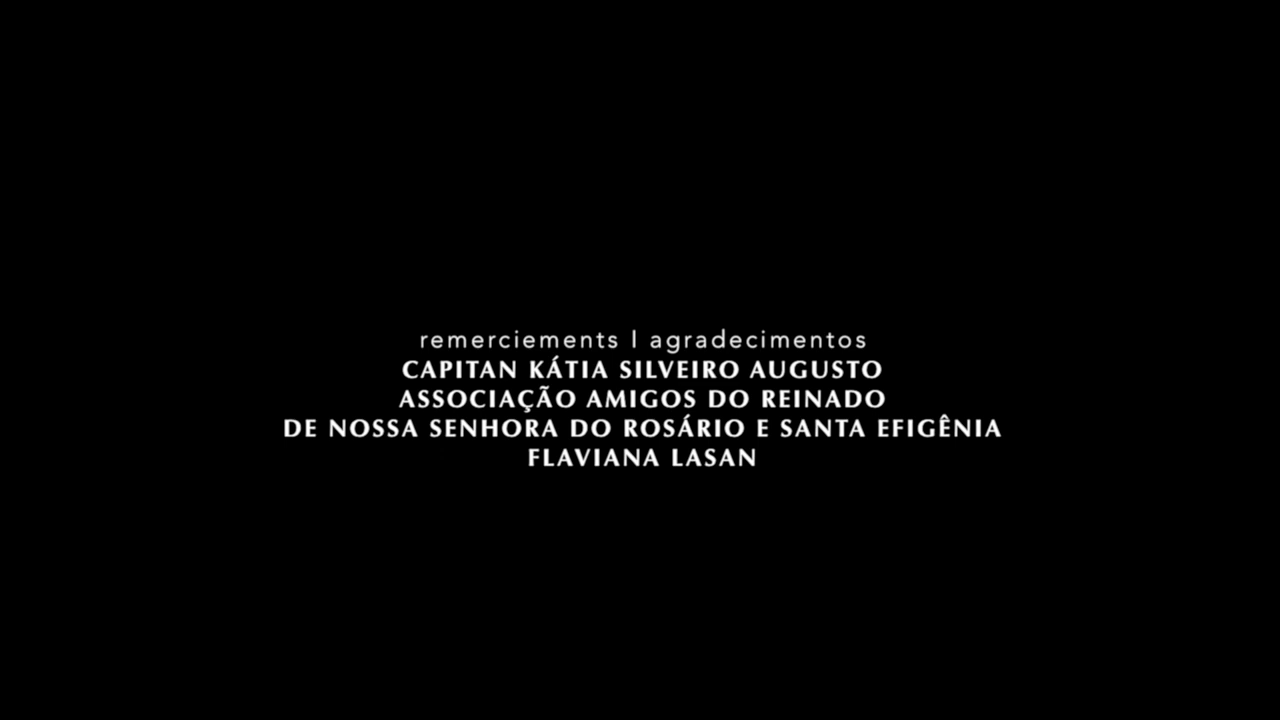 remerciements | agradecimentos
CAPITAN KÁTIA SILVEIRO AUGUSTO
ASSOCIAÇÃO AMIGOS DO REINADO
DE NOSSA SENHORA DO ROSÁRIO E SANTA EFIGÊNIA
FLAVIANA LASAN